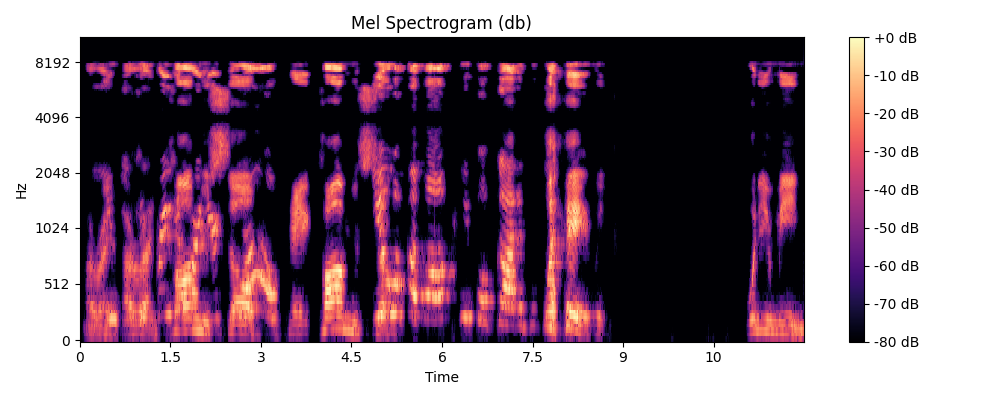 Mel Spectrogram (db)
8192
4096
2048
1024
512
0
Hz
0 1.5 3 4.5 6 7.5 9 10
Time
+0 dB
-10 dB
-20 dB
-30 dB
-40 dB
-50 dB
-60 dB
-70 dB
-80 dB